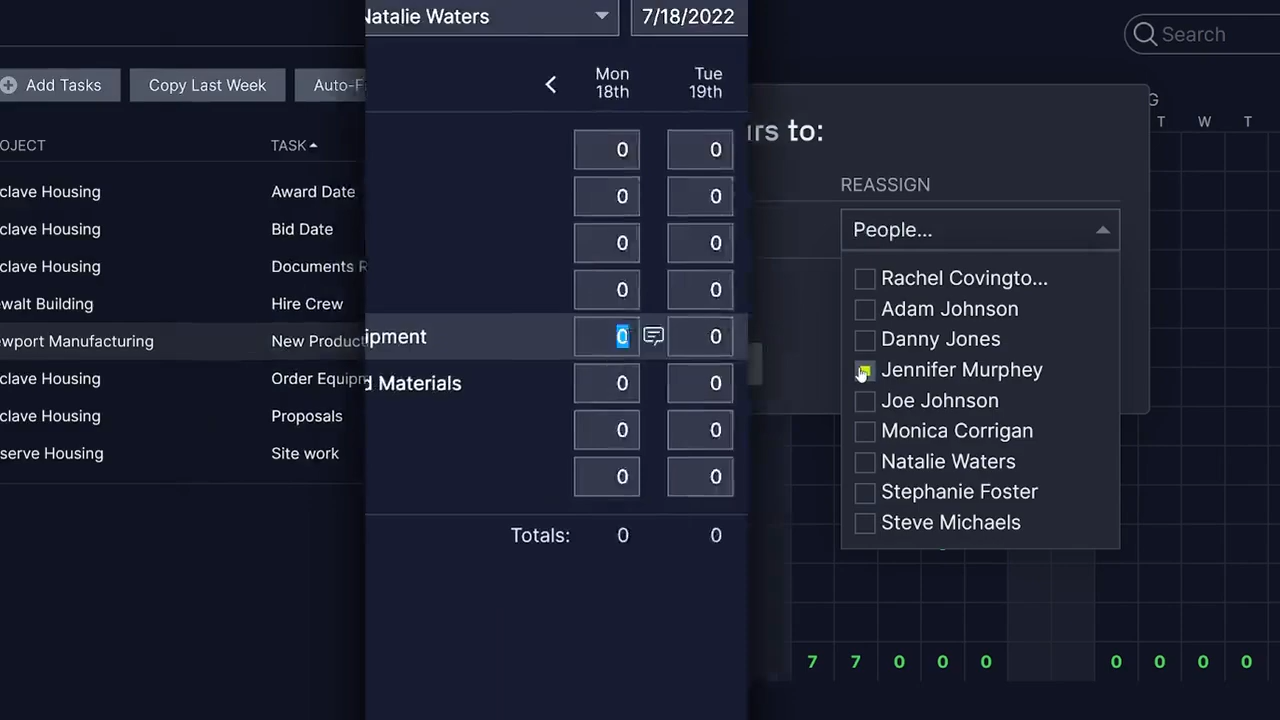 Natalie Waters
7/18/2022
Search
Add Tasks
Copy Last Week
Auto-F
Mon
18th
Tue
19th
OJECT
TASK
clave Housing
Award Date
clave Housing
Bid Date
clave Housing
Documents R
ewalt Building
Hire Crew
ewport Manufacturing
New Product
clave Housing
Order Equipm
clave Housing
Proposals
serve Housing
Site work
0 0
0 0
0 0
0 0
ipment 0 0
d Materials 0 0
0 0
0 0
Totals: 0 0
urs to:
REASSIGN
People...
Rachel Covingto...
Adam Johnson
Danny Jones
Jennifer Murphey
Joe Johnson
Monica Corrigan
Natalie Waters
Stephanie Foster
Steve Michaels
G
T W T
7 7 0 0 0 0 0 0 0